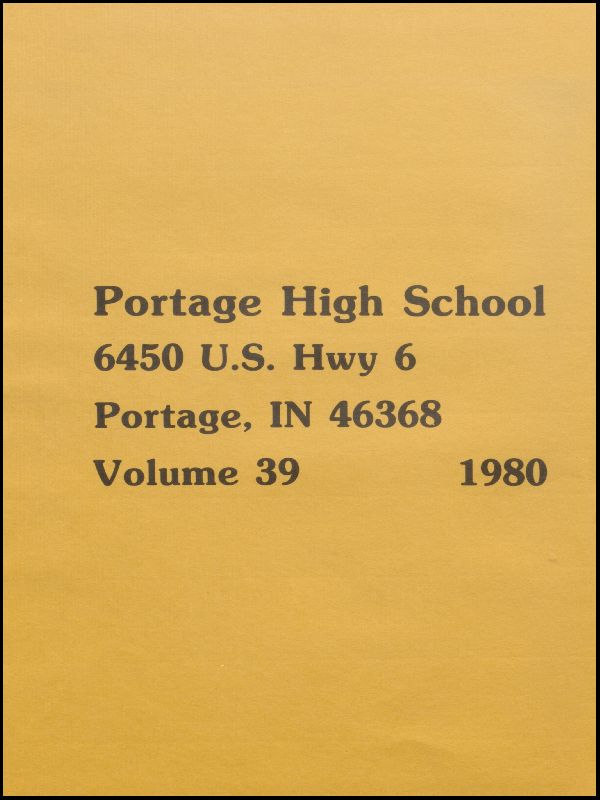 Portage High School
6450 U.S. Hwy 6
Portage, IN 46368
Volume 39 1980